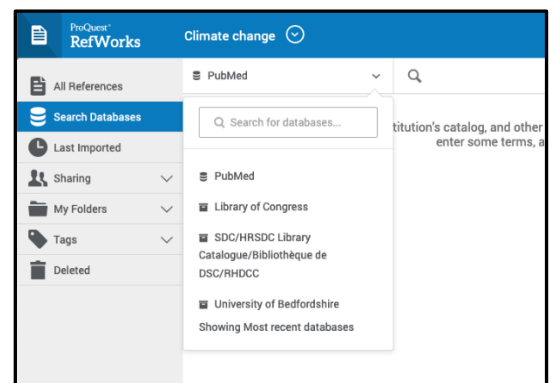 ProQuest®
RefWorks
Climate change
All References
Search Databases
Last Imported
Sharing
My Folders
Tags
Deleted
PubMed
Search for databases...
PubMed
Library of Congress
SDC/HRSDC Library
Catalogue/Bibliothèque de
DSC/RHDCC
University of Bedfordshire
Showing Most recent databases
titution's catalog, and other
enter some terms, a